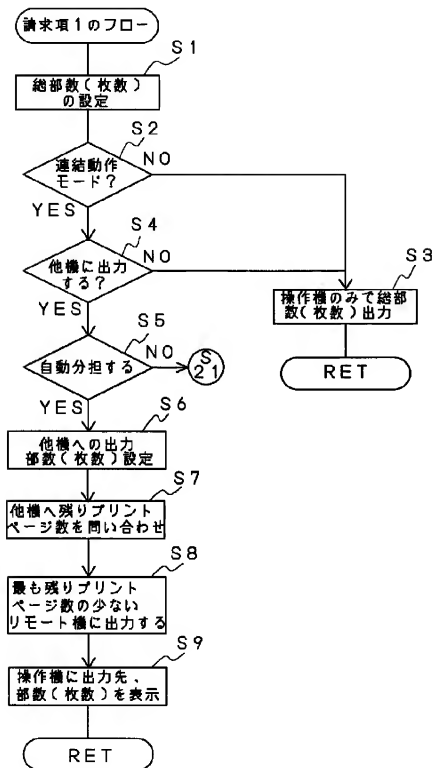 請求項1のフロー
S1
総部数(枚数)
の設定
S2
連結動作
モード?
NO
YES
S4
他機に出力
する?
NO
YES
S3
操作機のみで総部
数(枚数)出力
RET
S5
自動分担する
NO
S
21
YES
S6
他機への出力
部数(枚数)設定
S7
他機へ残りプリント
ページ数を問い合わせ
S8
最も残りプリント
ページ数の少ない
リモート機に出力する
S9
操作機に出力先、
部数(枚数)を表示
RET